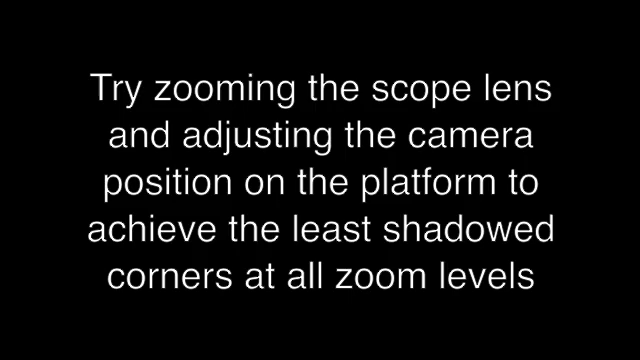 Try zooming the scope lens
and adjusting the camera
position on the platform to
achieve the least shadowed
corners at all zoom levels